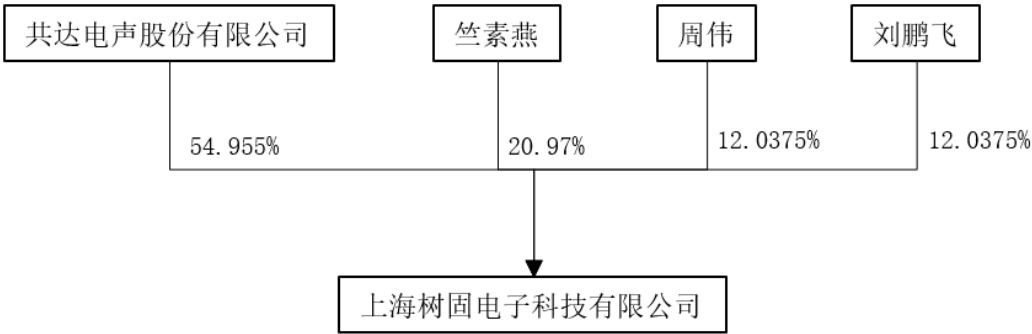 共达电声股份有限公司
竺素燕
周伟
刘鹏飞
54.955%
20.97%
12.0375%
12.0375%
上海树固电子科技有限公司